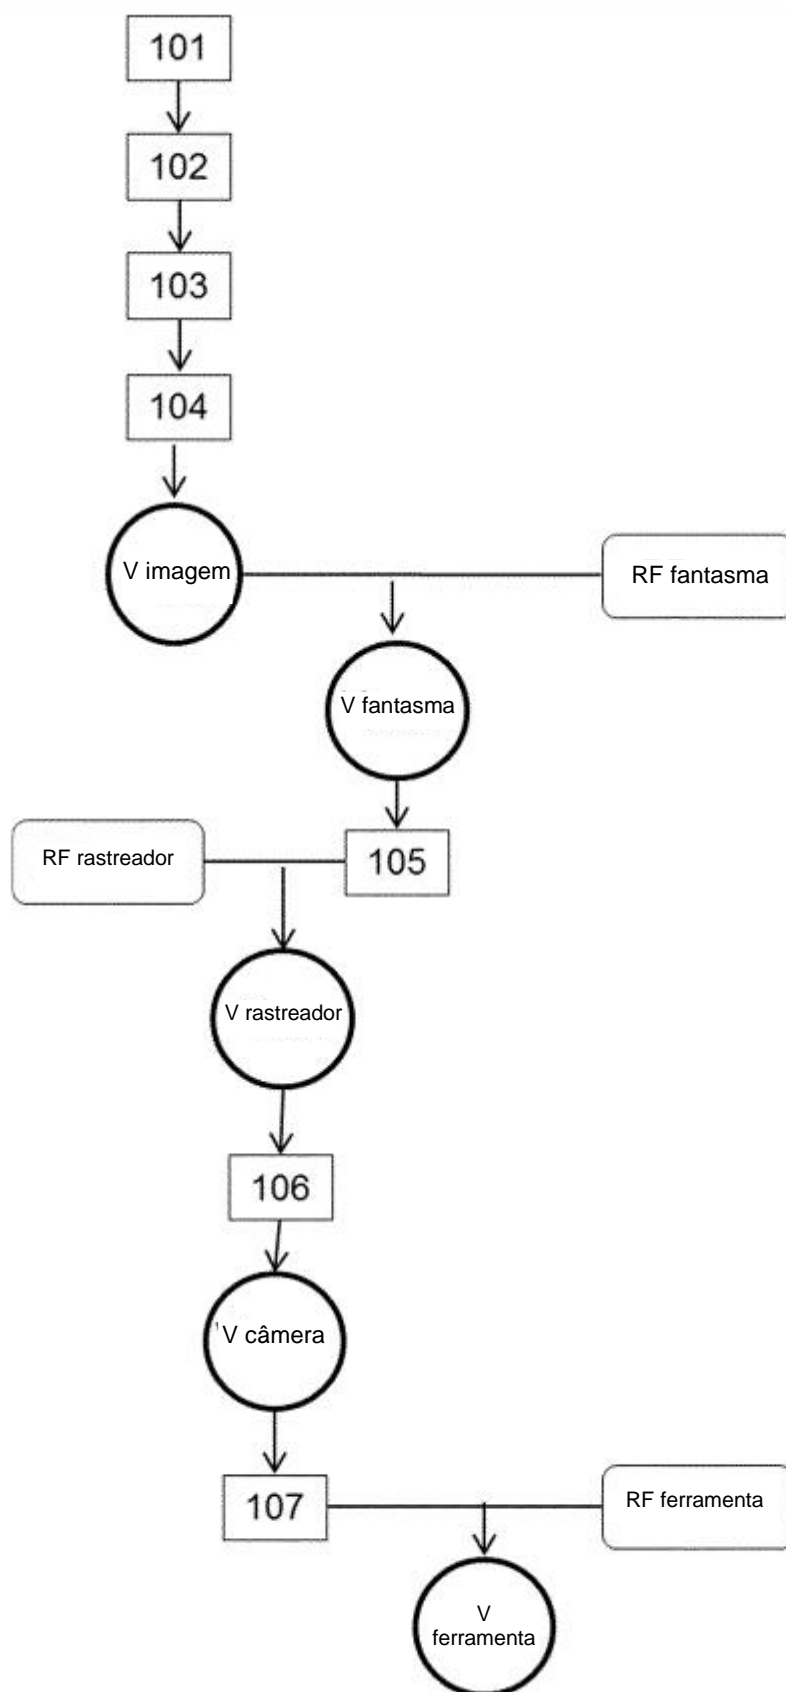 101
102
103
104
V imagem
RF fantasma
V fantasma
RF rastreador
105
V rastreador
106
V câmera
107
RF ferramenta
V
ferramenta